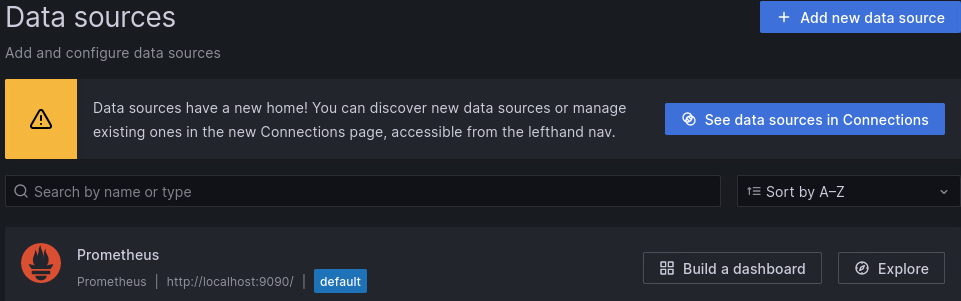 Data sources
Add new data source
Add and configure data sources
Data sources have a new home! You can discover new data sources or manage
existing ones in the new Connections page, accessible from the lefthand nav.
See data sources in Connections
Search by name or type
Sort by A–Z
Prometheus
Prometheus | http://localhost:9090/ | default
Build a dashboard
Explore